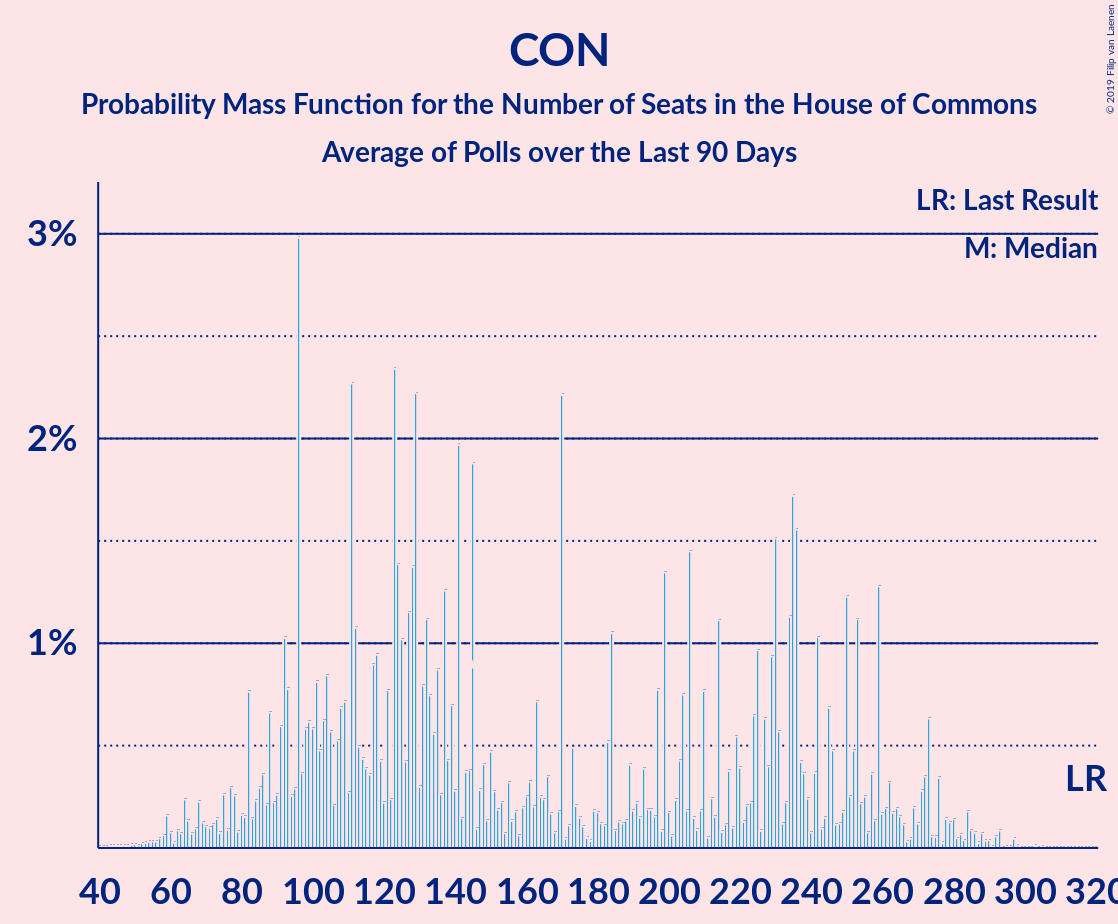 CON
Probability Mass Function for the Number of Seats in the House of Commons
Average of Polls over the Last 90 Days
© 2019 Filip van Laenen
LR: Last Result
M: Median
3%
2%
1%
LR
40 60 80 100 120 140 160 180 200 220 240 260 280 300 320